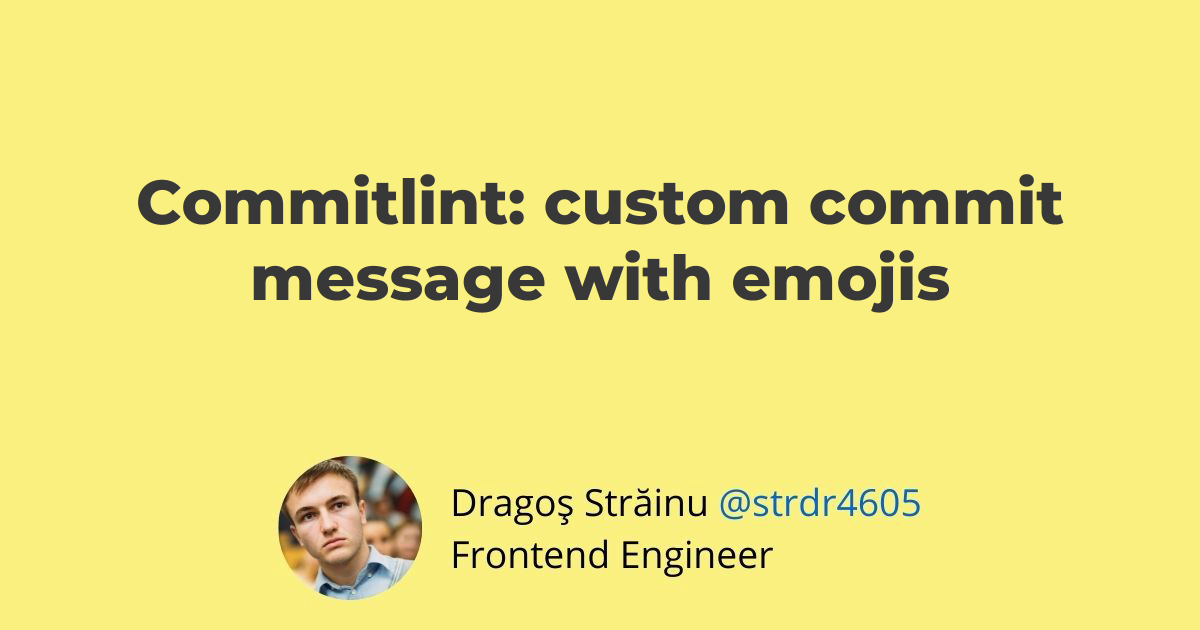 Commitlint: custom commit
message with emojis
Dragoş Străinu @strdr4605
Frontend Engineer